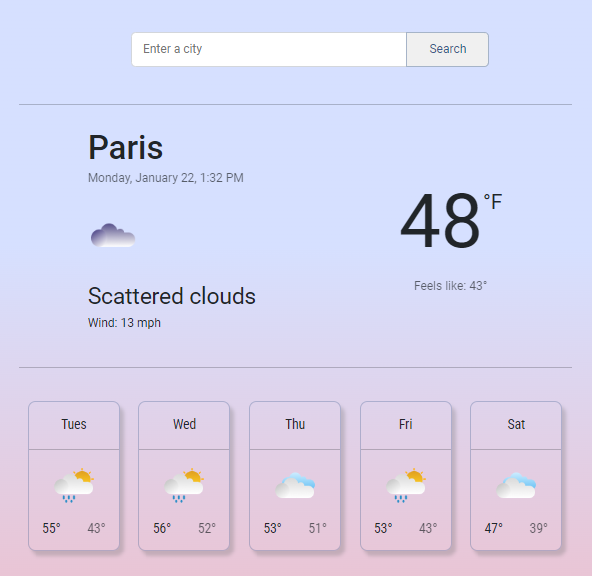 Enter a city
Search
Paris
Monday, January 22, 1:32 PM
48 °F
Feels like: 43°
Scattered clouds
Wind: 13 mph
Tues
55° 43°
Wed
56° 52°
Thu
53° 51°
Fri
53° 43°
Sat
47° 39°